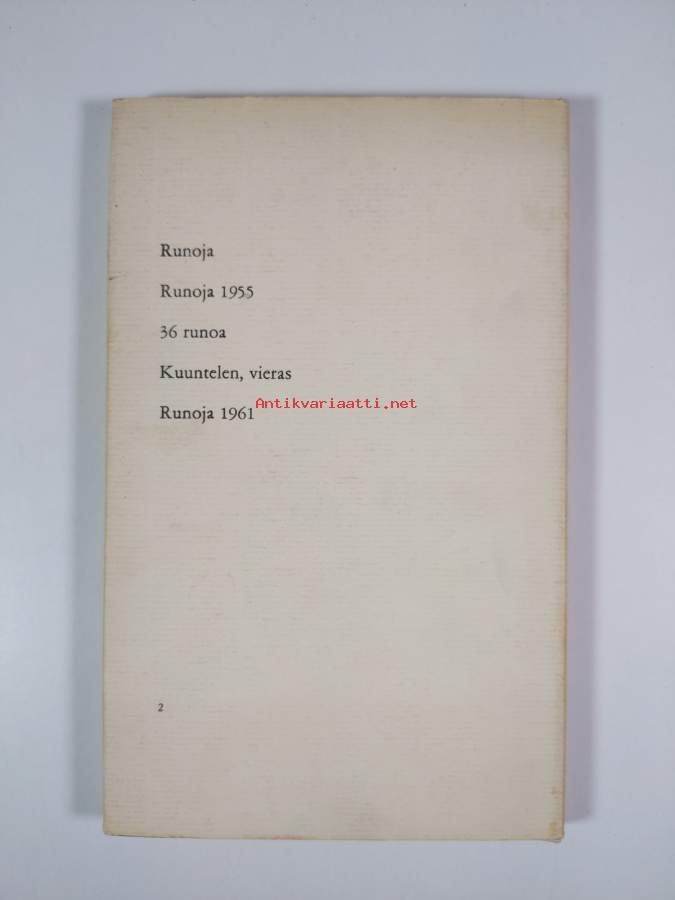 Runoja
Runoja 1955
36 runoa
Kuuntelen, vieras
Antikvariaatti.net
Runoja 1961
2